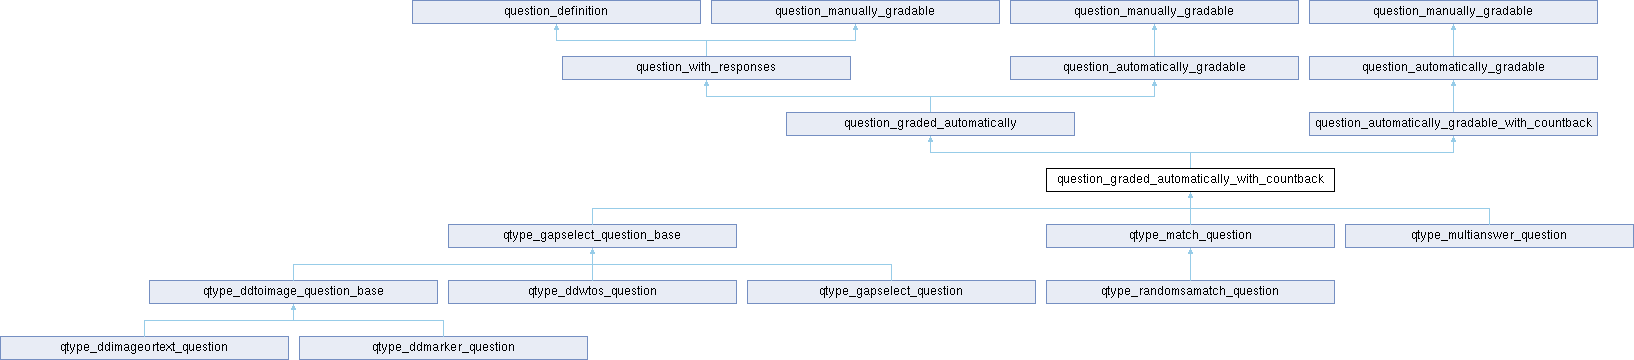 question_definition
question_manually_gradable
question_manually_gradable
question_manually_gradable
question_with_responses
question_automatically_gradable
question_automatically_gradable
question_graded_automatically
question_automatically_gradable_with_countback
question_graded_automatically_with_countback
qtype_gapselect_question_base
qtype_match_question
qtype_multianswer_question
qtype_ddtoimage_question_base
qtype_ddwtos_question
qtype_gapselect_question
qtype_randomsamatch_question
qtype_ddimageortext_question
qtype_ddmarker_question